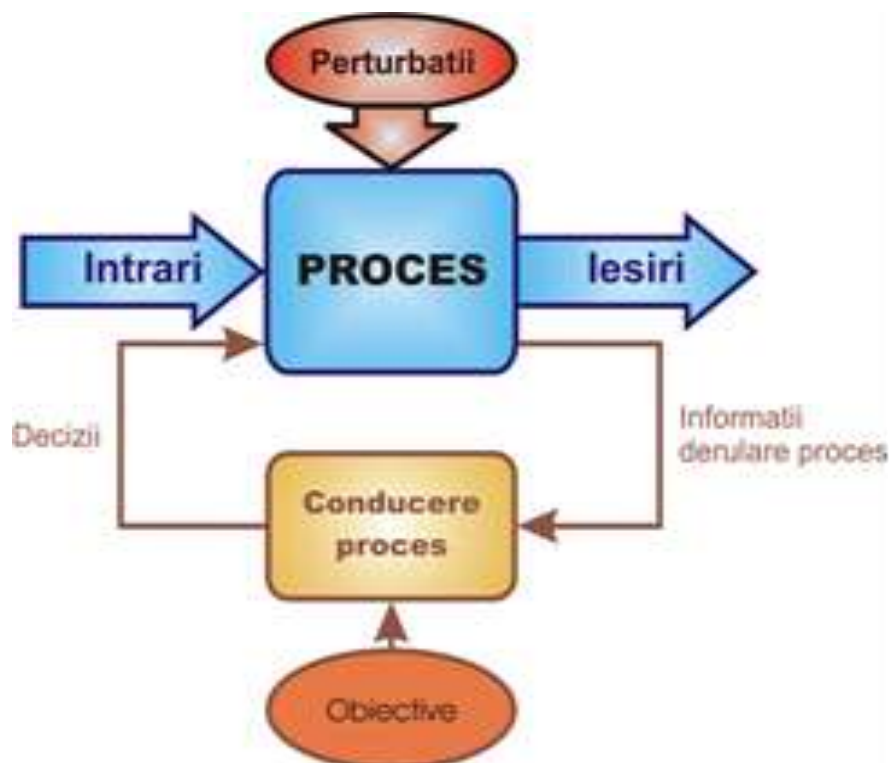 Perturbatii
Intrari
PROCES
Iesiri
Decizii
Informatii
derulare proces
Conducere
proces
Obiective